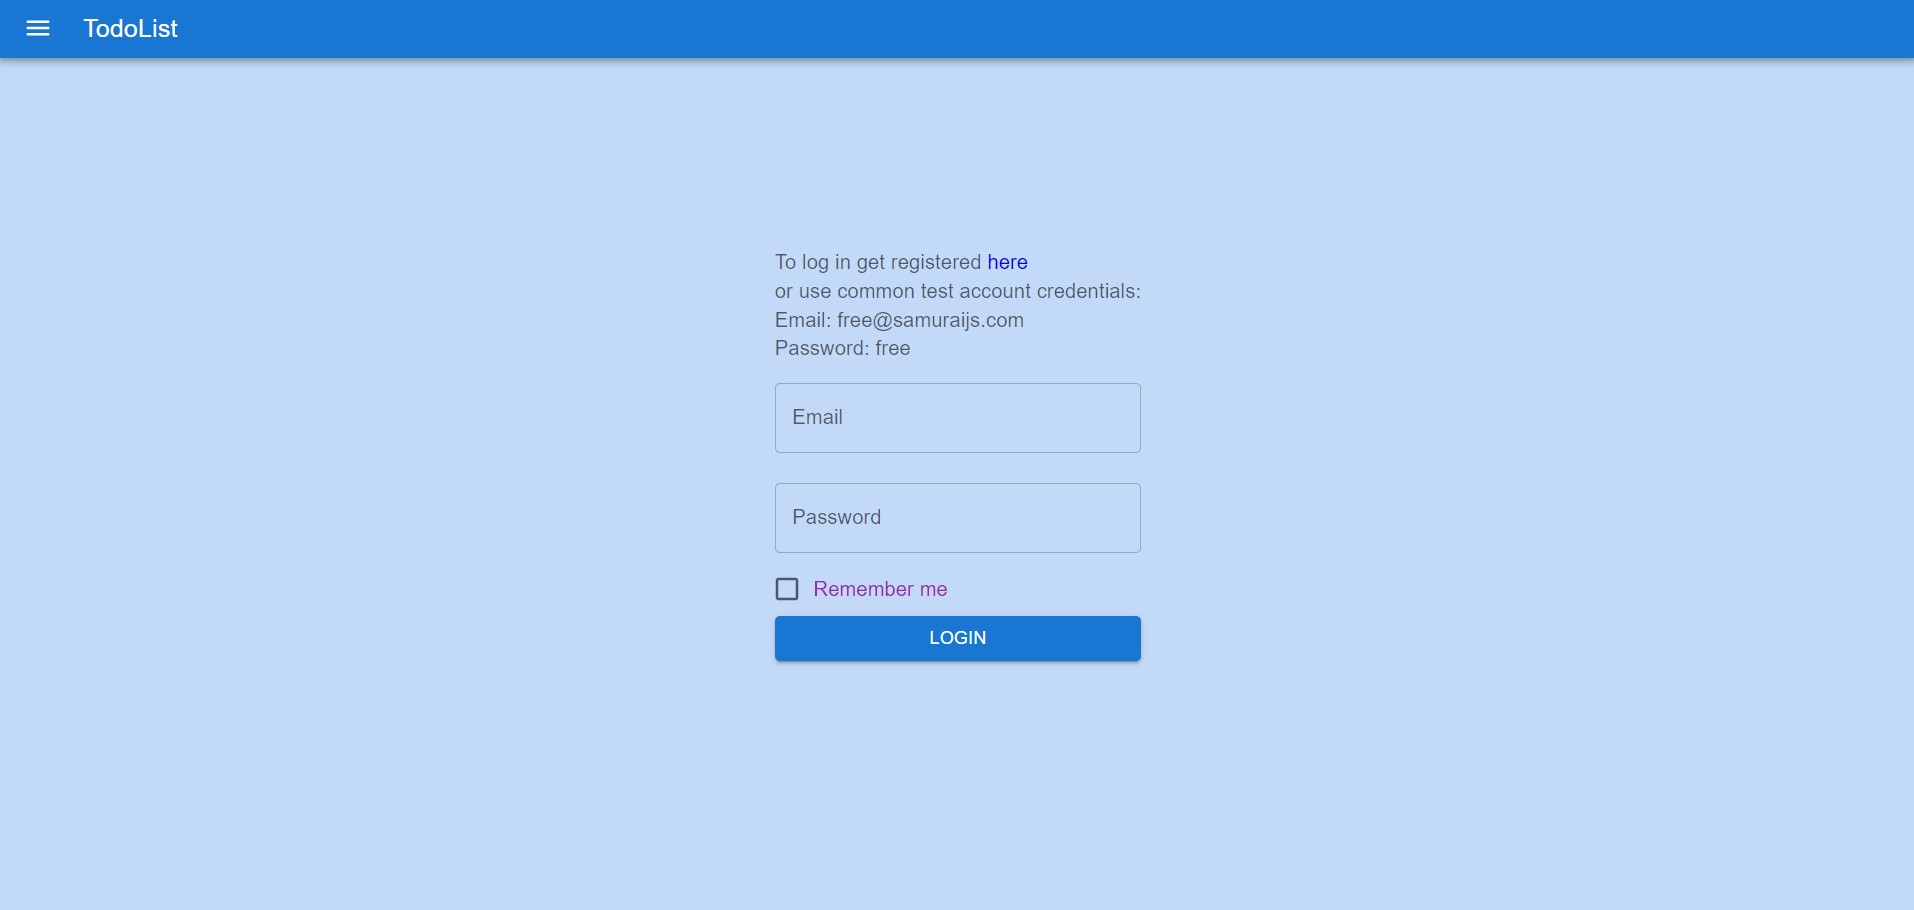 TodoList
To log in get registered here
or use common test account credentials:
Email: free@samuraijs.com
Password: free
Email
Password
Remember me
LOGIN